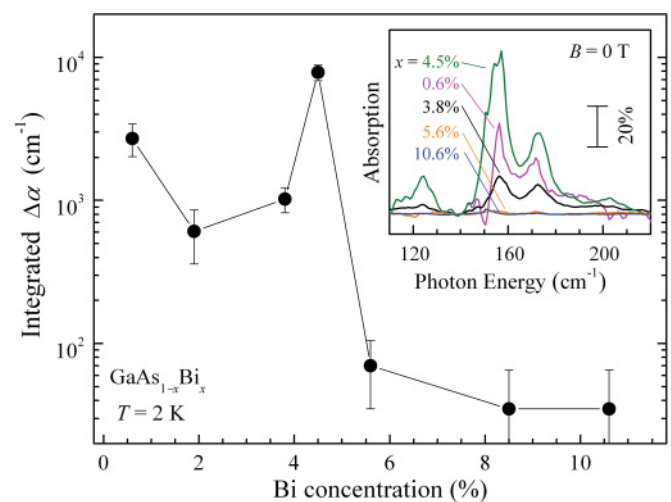 10⁴
10³
10²
Integrated Δα (cm⁻¹)
GaAs₁₋ₓBiₓ
T = 2 K
0 2 4 6 8 10
Bi concentration (%)
B = 0 T
x = 4.5%
0.6%
3.8%
5.6%
10.6%
20%
Absorption
120 160 200
Photon Energy (cm⁻¹)